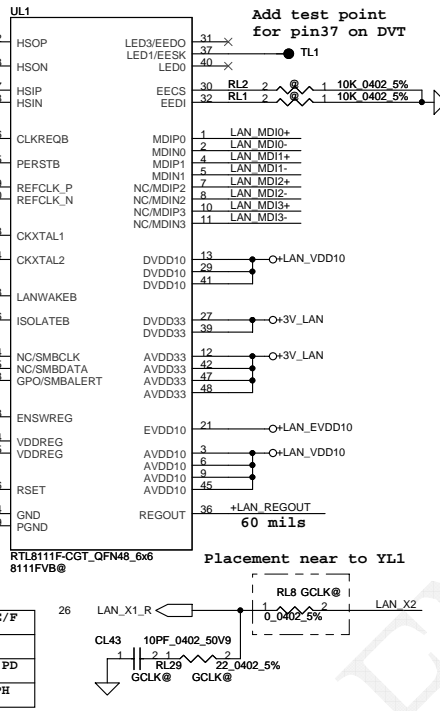 UL1
Add test point
for pin37 on DVT
HSOP LED3/EEDO 31
HSON LED1/EESK 37 TL1
LED0 40
HSIP EECS 30 RL2 2 @ 1 10K_0402_5%
HSIN EEDI 32 RL1 2 @ 1 10K_0402_5%
CLKREQB MDIP0 1 LAN_MDI0+
MDIN0 2 LAN_MDI0-
PERSTB MDIP1 4 LAN_MDI1+
MDIN1 5 LAN_MDI1-
REFCLK_P NC/MDIP2 7 LAN_MDI2+
REFCLK_N NC/MDIN2 8 LAN_MDI2-
NC/MDIP3 10 LAN_MDI3+
NC/MDIN3 11 LAN_MDI3-
CKXTAL1
CKXTAL2 DVDD10 13 +LAN_VDD10
DVDD10 29
DVDD10 41
LANWAKEB
ISOLATEB DVDD33 27 +3V_LAN
DVDD33 39
NC/SMBCLK AVDD33 12 +3V_LAN
NC/SMBDATA AVDD33 42
GPO/SMBALERT AVDD33 47
AVDD33 48
ENSWREG
EVDD10 21 +LAN_EVDD10
VDDREG
VDDREG AVDD10 3 +LAN_VDD10
AVDD10 6
AVDD10 9
RSET AVDD10 45
GND REGOUT 36 +LAN_REGOUT
PGND 60 mils
RTL8111F-CGT_QFN48_6x6
8111FVB@
Placement near to YL1
RL8 GCLK@
26 LAN_X1_R 1 2 LAN_X2
0_0402_5%
CL43 10PF_0402_50V9
1 2 1 2
RL29 22_0402_5%
GCLK@ GCLK@
E/F
PD
PH